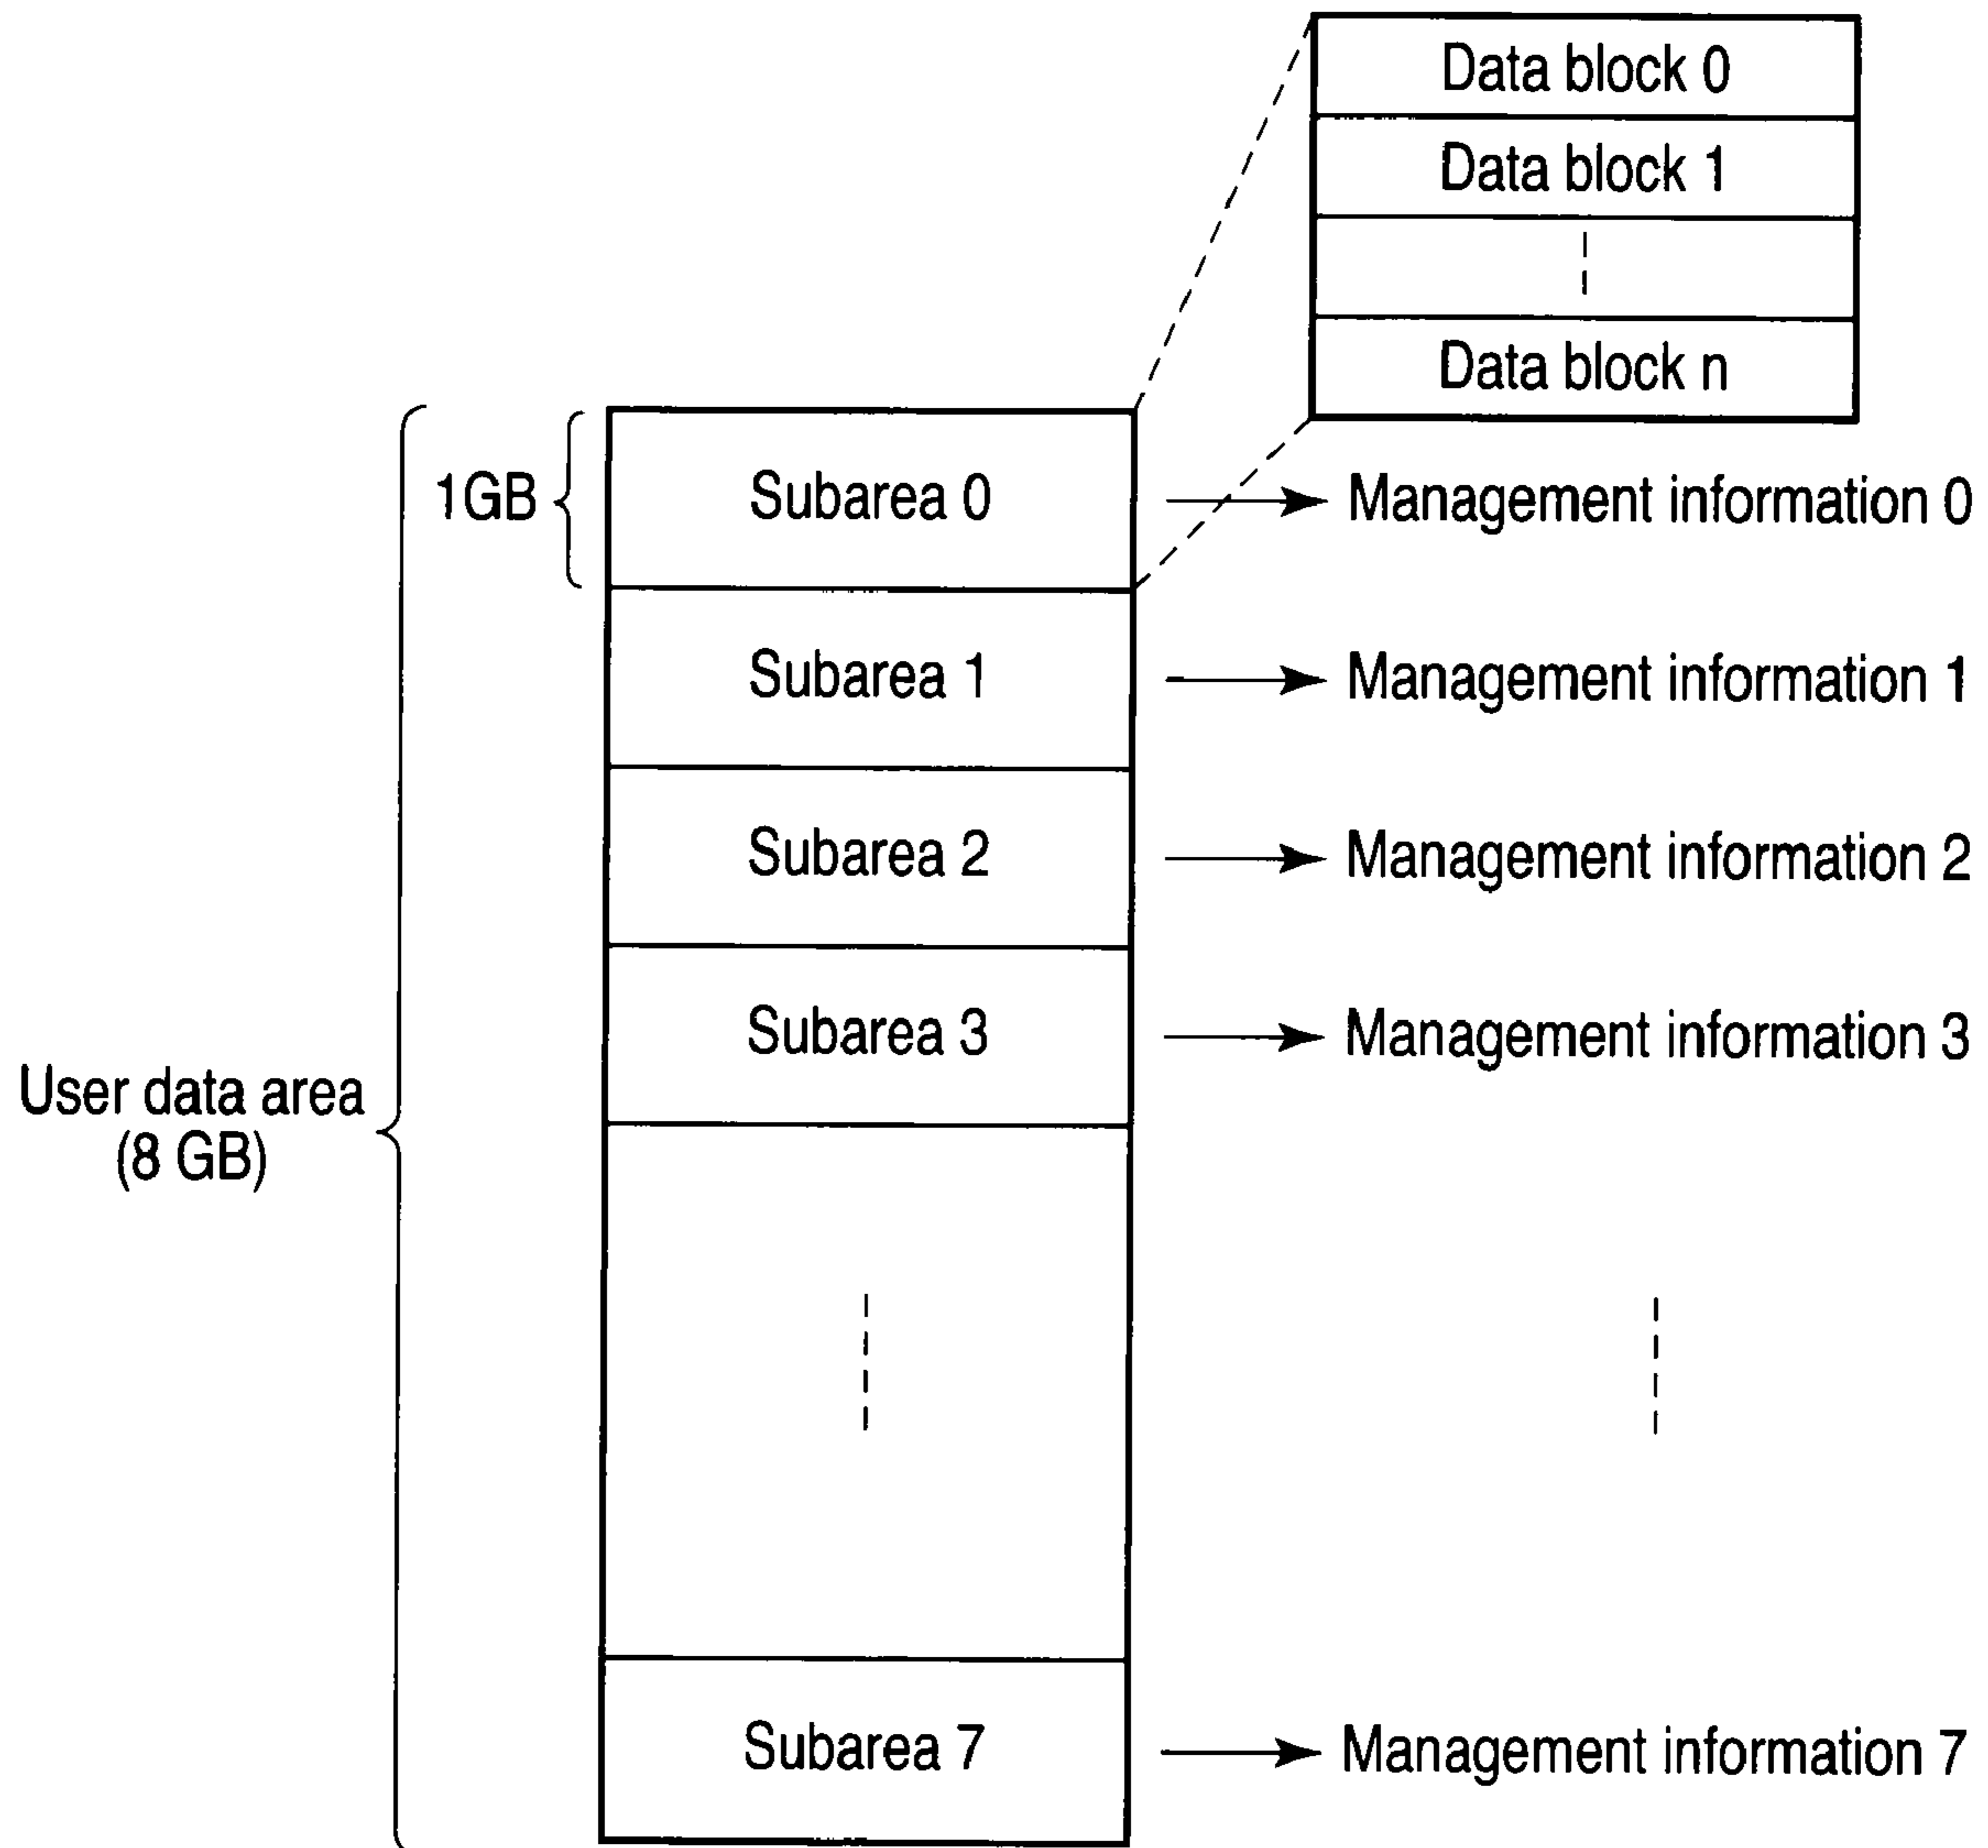 Data block 0
Data block 1
Data block n
1GB
Subarea 0
Management information 0
Subarea 1
Management information 1
Subarea 2
Management information 2
Subarea 3
Management information 3
User data area
(8 GB)
Subarea 7
Management information 7